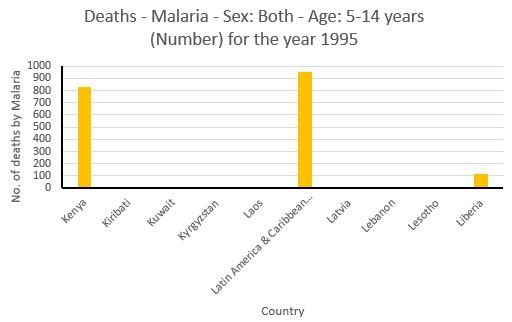 Deaths - Malaria - Sex: Both - Age: 5-14 years
(Number) for the year 1995
No. of deaths by Malaria
1000
900
800
700
600
500
400
300
200
100
0
Kenya
Kiribati
Kuwait
Kyrgyzstan
Laos
Latin America & Caribbean...
Latvia
Lebanon
Lesotho
Liberia
Country